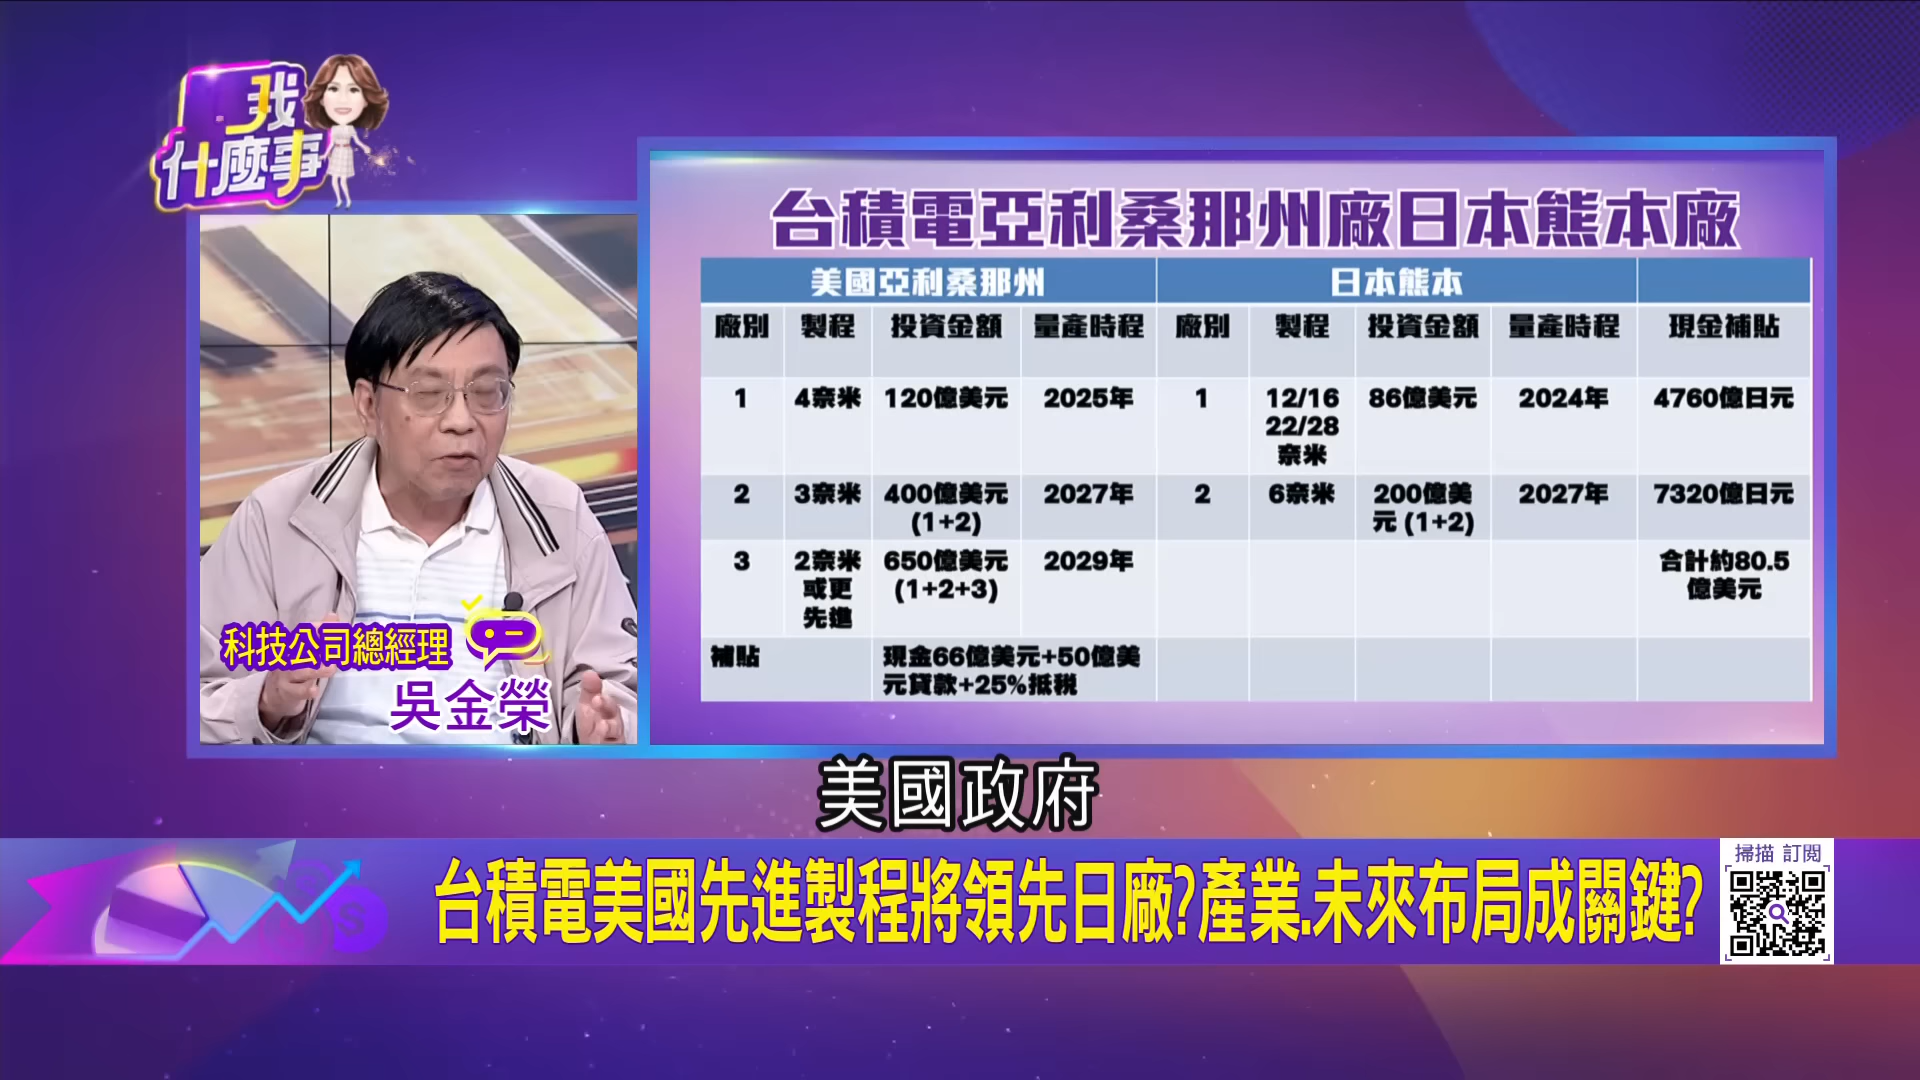 我
什麼事
台積電亞利桑那州廠日本熊本廠
美國亞利桑那州 日本熊本
廠別 製程 投資金額 量產時程 廠別 製程 投資金額 量產時程 現金補貼
1 4奈米 120億美元 2025年 1 12/16 86億美元 2024年 4760億日元
22/28
奈米
2 3奈米 400億美元 2027年 2 6奈米 200億美 2027年 7320億日元
(1+2) 元 (1+2)
3 2奈米 650億美元 2029年 合計約80.5
或更 (1+2+3) 億美元
先進
補貼 現金66億美元+50億美
元貸款+25%抵稅
科技公司總經理
吳金榮
美國政府
台積電美國先進製程將領先日廠?產業.未來布局成關鍵?
掃描 訂閱